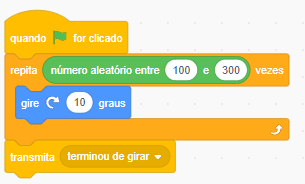 quando for clicado
repita número aleatório entre 100 e 300 vezes
gire 10 graus
transmita terminou de girar